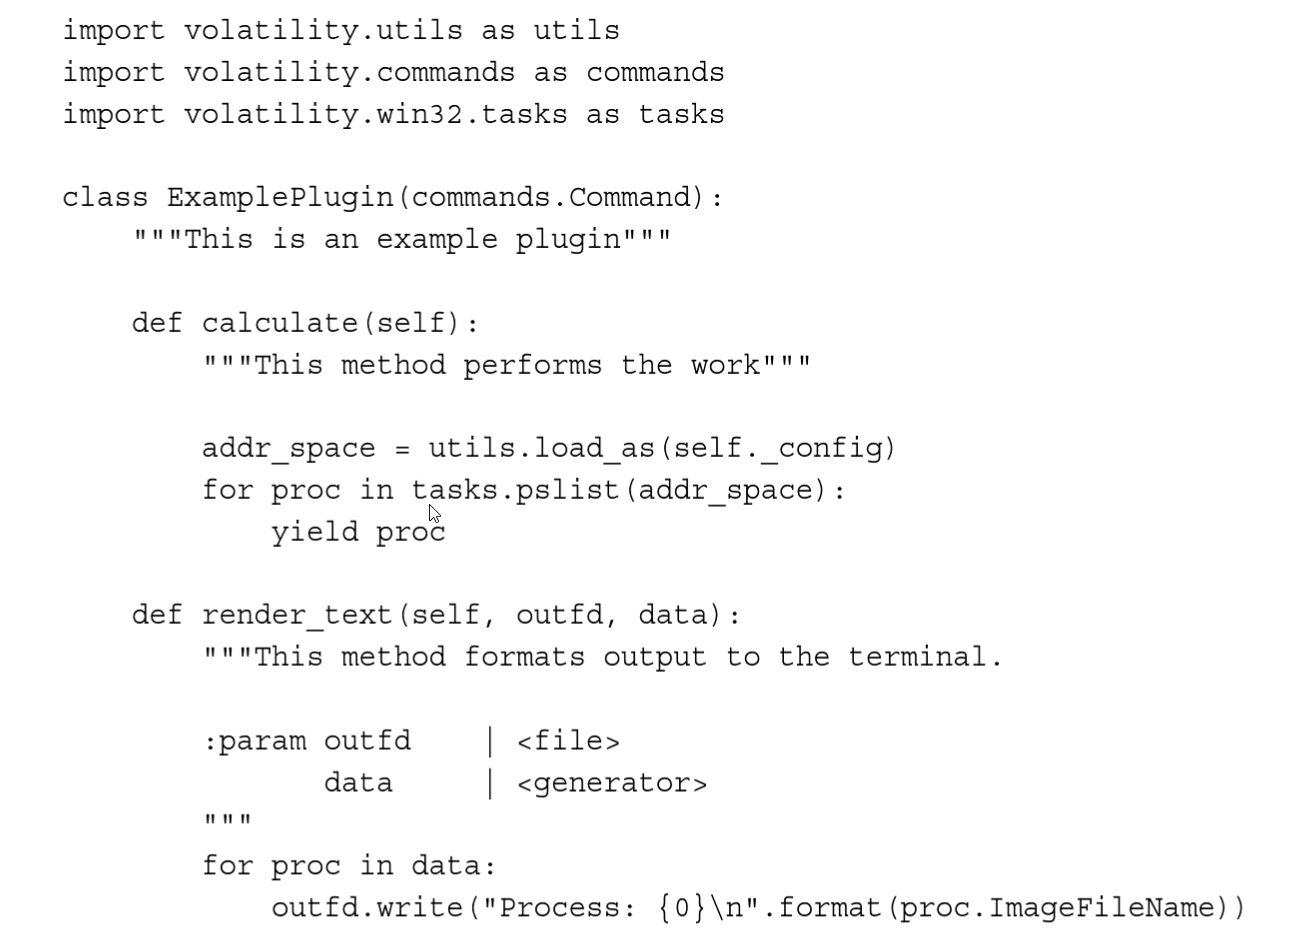 import volatility.utils as utils
import volatility.commands as commands
import volatility.win32.tasks as tasks

class ExamplePlugin(commands.Command):
    """This is an example plugin"""

    def calculate(self):
        """This method performs the work"""

        addr_space = utils.load_as(self._config)
        for proc in tasks.pslist(addr_space):
            yield proc

    def render_text(self, outfd, data):
        """This method formats output to the terminal.

        :param outfd    | <file>
               data     | <generator>
        """
        for proc in data:
            outfd.write("Process: {0}\n".format(proc.ImageFileName))